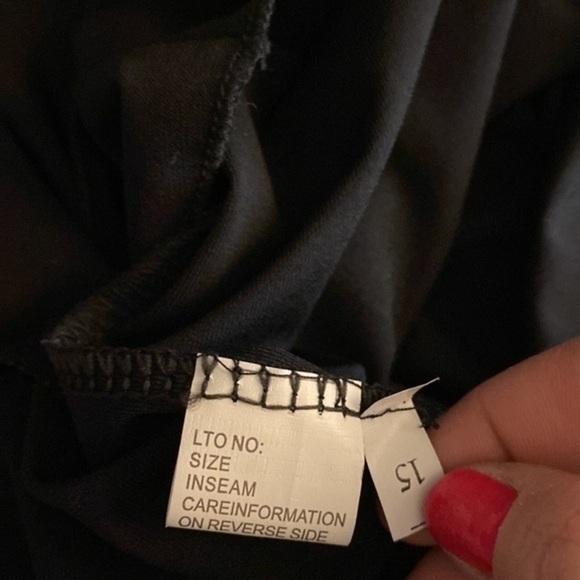 LTO NO:
SIZE
INSEAM
CAREINFORMATION
ON REVERSE SIDE
15